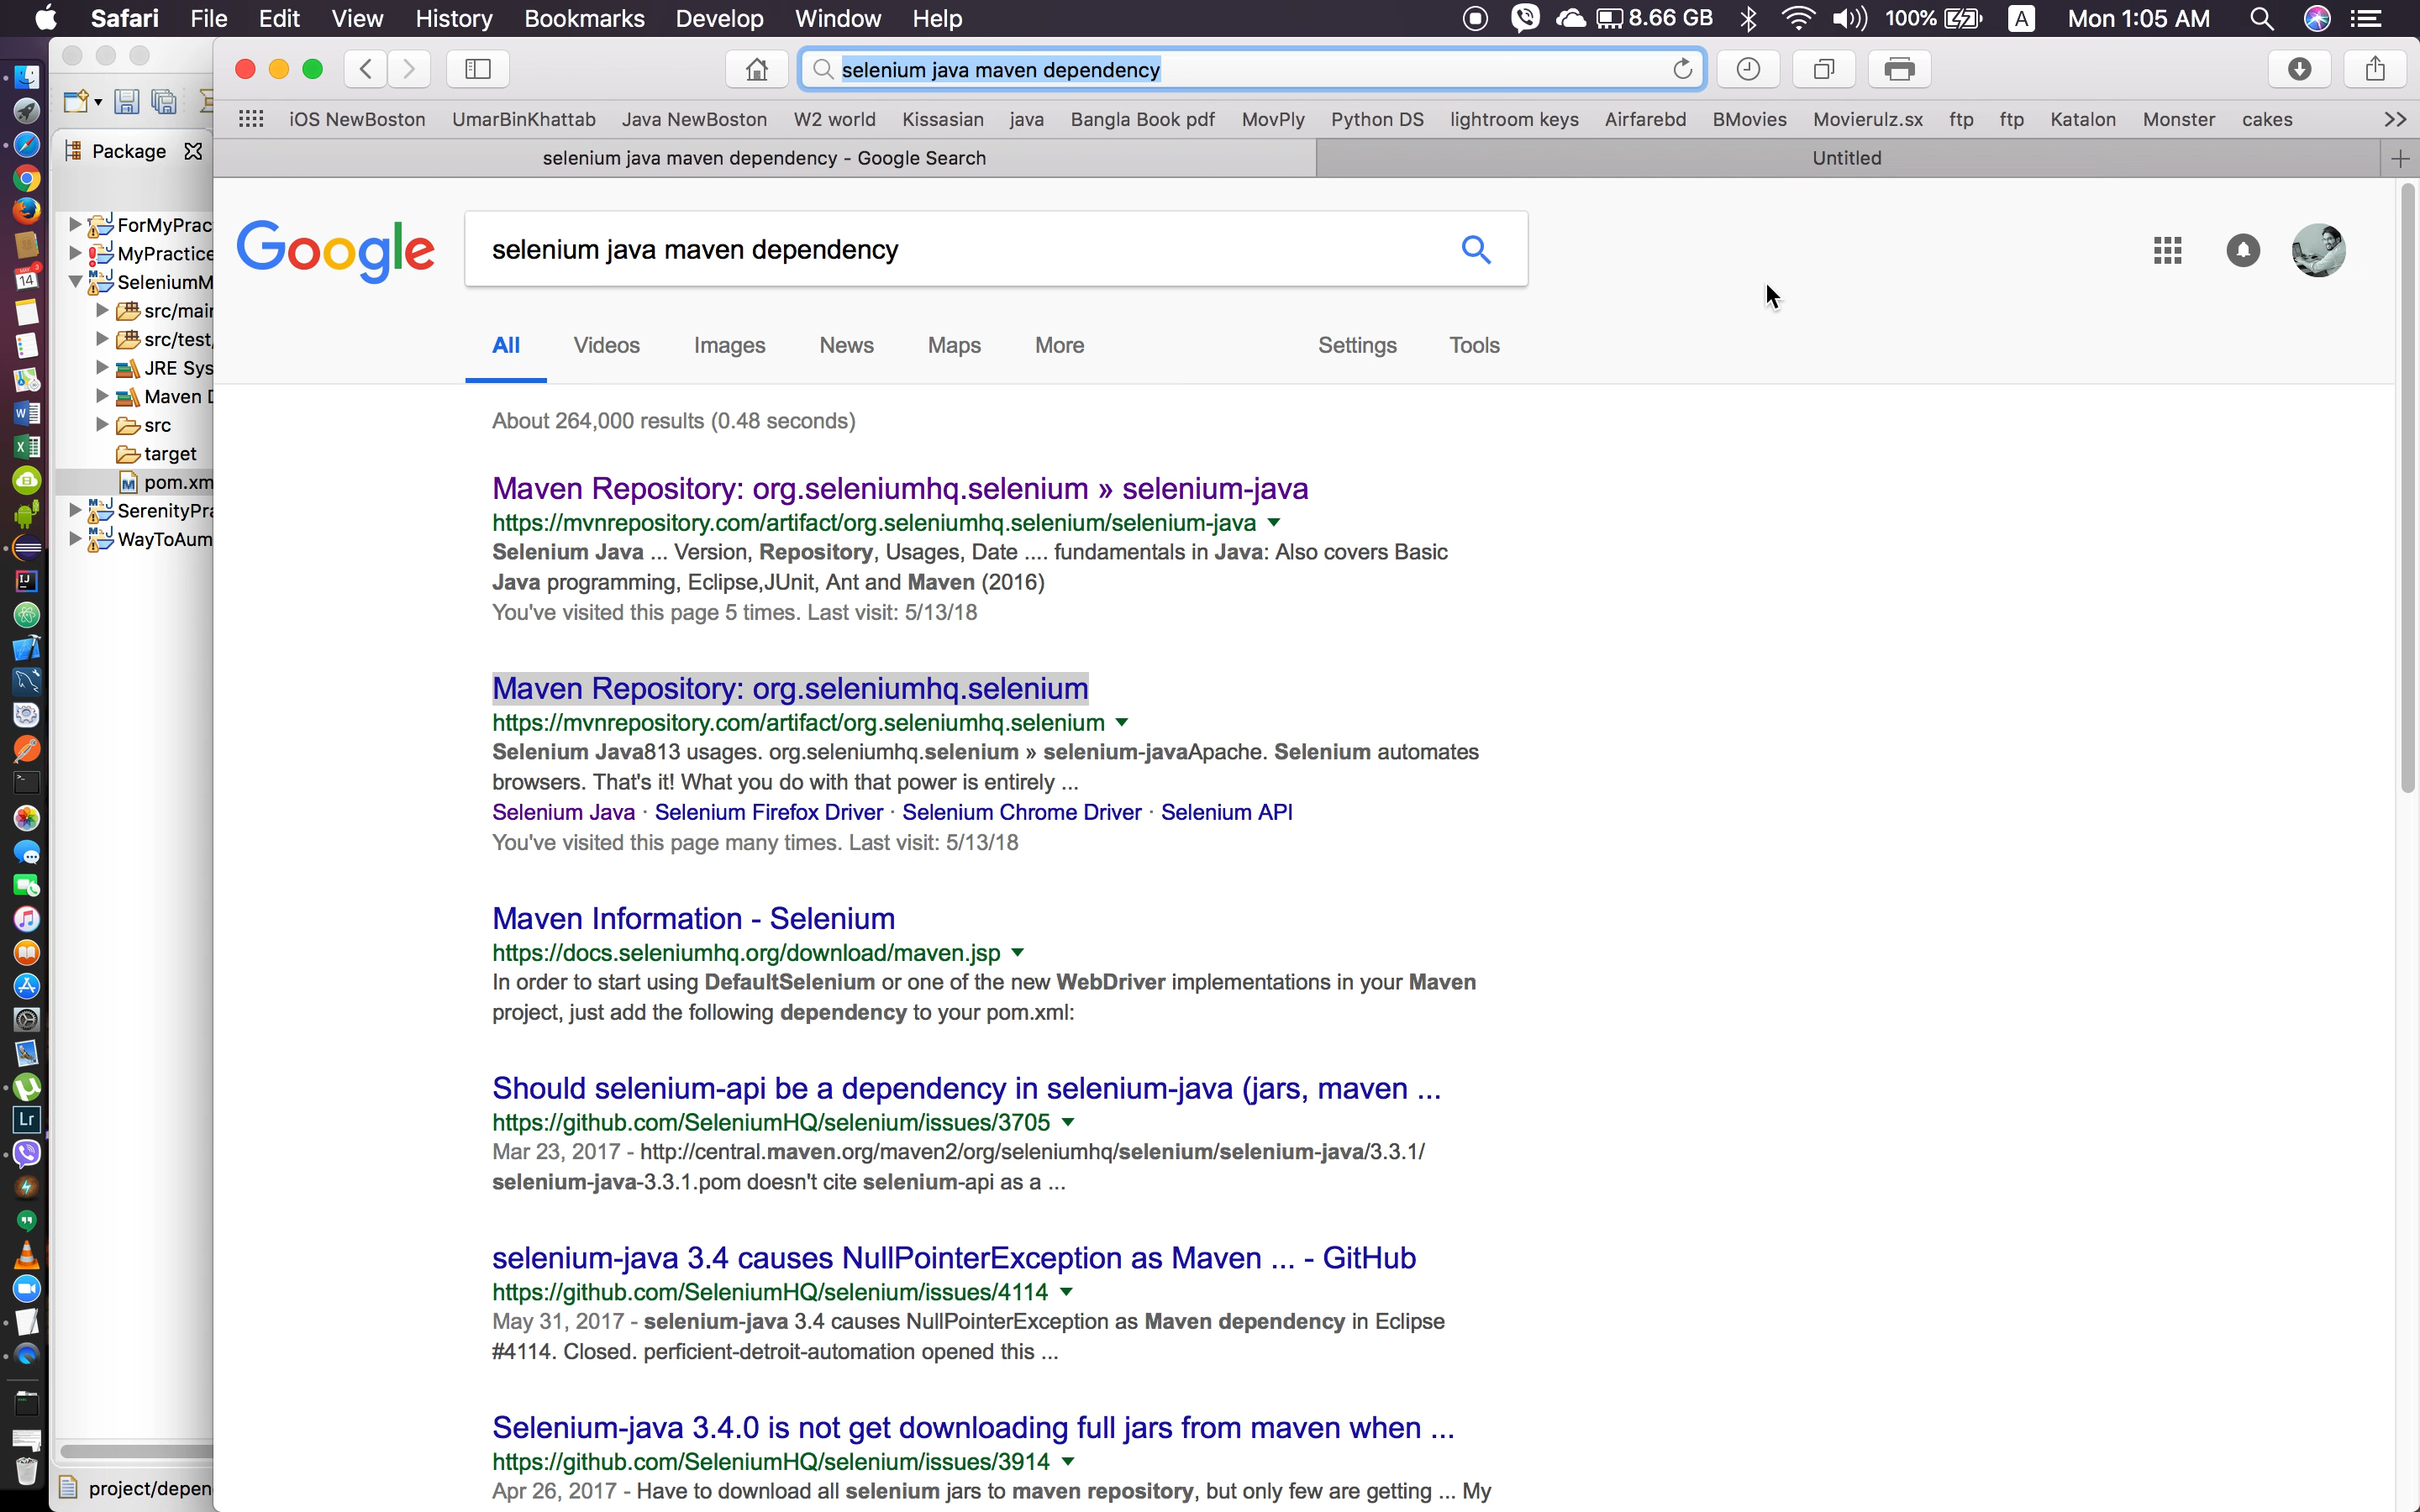 Safari File Edit View History Bookmarks Develop Window Help 8.66 GB 100% A Mon 1:05 AM
selenium java maven dependency
iOS NewBoston UmarBinKhattab Java NewBoston W2 world Kissasian java Bangla Book pdf MovPly Python DS lightroom keys Airfarebd BMovies Movierulz.sx ftp ftp Katalon Monster cakes
selenium java maven dependency - Google Search Untitled
Package
ForMyPrac
MyPractice
SeleniumM
src/mair
src/test,
JRE Sys
Maven D
src
target
pom.xm
SerenityPra
WayToAum
project/depen
Google selenium java maven dependency
All Videos Images News Maps More Settings Tools
About 264,000 results (0.48 seconds)
Maven Repository: org.seleniumhq.selenium » selenium-java
https://mvnrepository.com/artifact/org.seleniumhq.selenium/selenium-java
Selenium Java ... Version, Repository, Usages, Date .... fundamentals in Java: Also covers Basic
Java programming, Eclipse,JUnit, Ant and Maven (2016)
You've visited this page 5 times. Last visit: 5/13/18
Maven Repository: org.seleniumhq.selenium
https://mvnrepository.com/artifact/org.seleniumhq.selenium
Selenium Java813 usages. org.seleniumhq.selenium » selenium-javaApache. Selenium automates
browsers. That's it! What you do with that power is entirely ...
Selenium Java · Selenium Firefox Driver · Selenium Chrome Driver · Selenium API
You've visited this page many times. Last visit: 5/13/18
Maven Information - Selenium
https://docs.seleniumhq.org/download/maven.jsp
In order to start using DefaultSelenium or one of the new WebDriver implementations in your Maven
project, just add the following dependency to your pom.xml:
Should selenium-api be a dependency in selenium-java (jars, maven ...
https://github.com/SeleniumHQ/selenium/issues/3705
Mar 23, 2017 - http://central.maven.org/maven2/org/seleniumhq/selenium/selenium-java/3.3.1/
selenium-java-3.3.1.pom doesn't cite selenium-api as a ...
selenium-java 3.4 causes NullPointerException as Maven ... - GitHub
https://github.com/SeleniumHQ/selenium/issues/4114
May 31, 2017 - selenium-java 3.4 causes NullPointerException as Maven dependency in Eclipse
#4114. Closed. perficient-detroit-automation opened this ...
Selenium-java 3.4.0 is not get downloading full jars from maven when ...
https://github.com/SeleniumHQ/selenium/issues/3914
Apr 26, 2017 - Have to download all selenium jars to maven repository, but only few are getting ... My